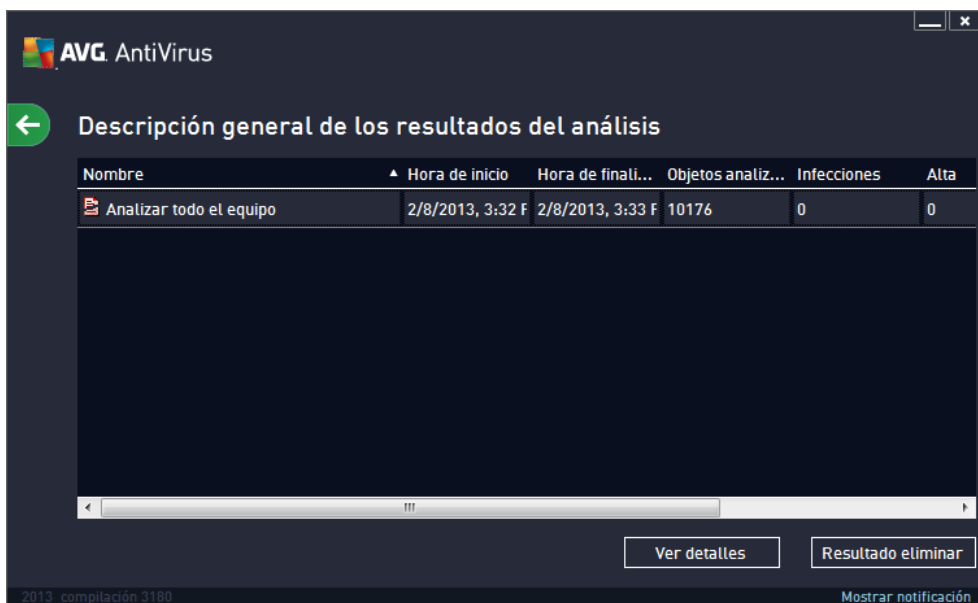 AVG. AntiVirus
Descripción general de los resultados del análisis
Nombre Hora de inicio Hora de finali... Objetos analiz... Infecciones Alta
Analizar todo el equipo 2/8/2013, 3:32 2/8/2013, 3:33 10176 0 0
Ver detalles Resultado eliminar
2013 compilación 3180 Mostrar notificación